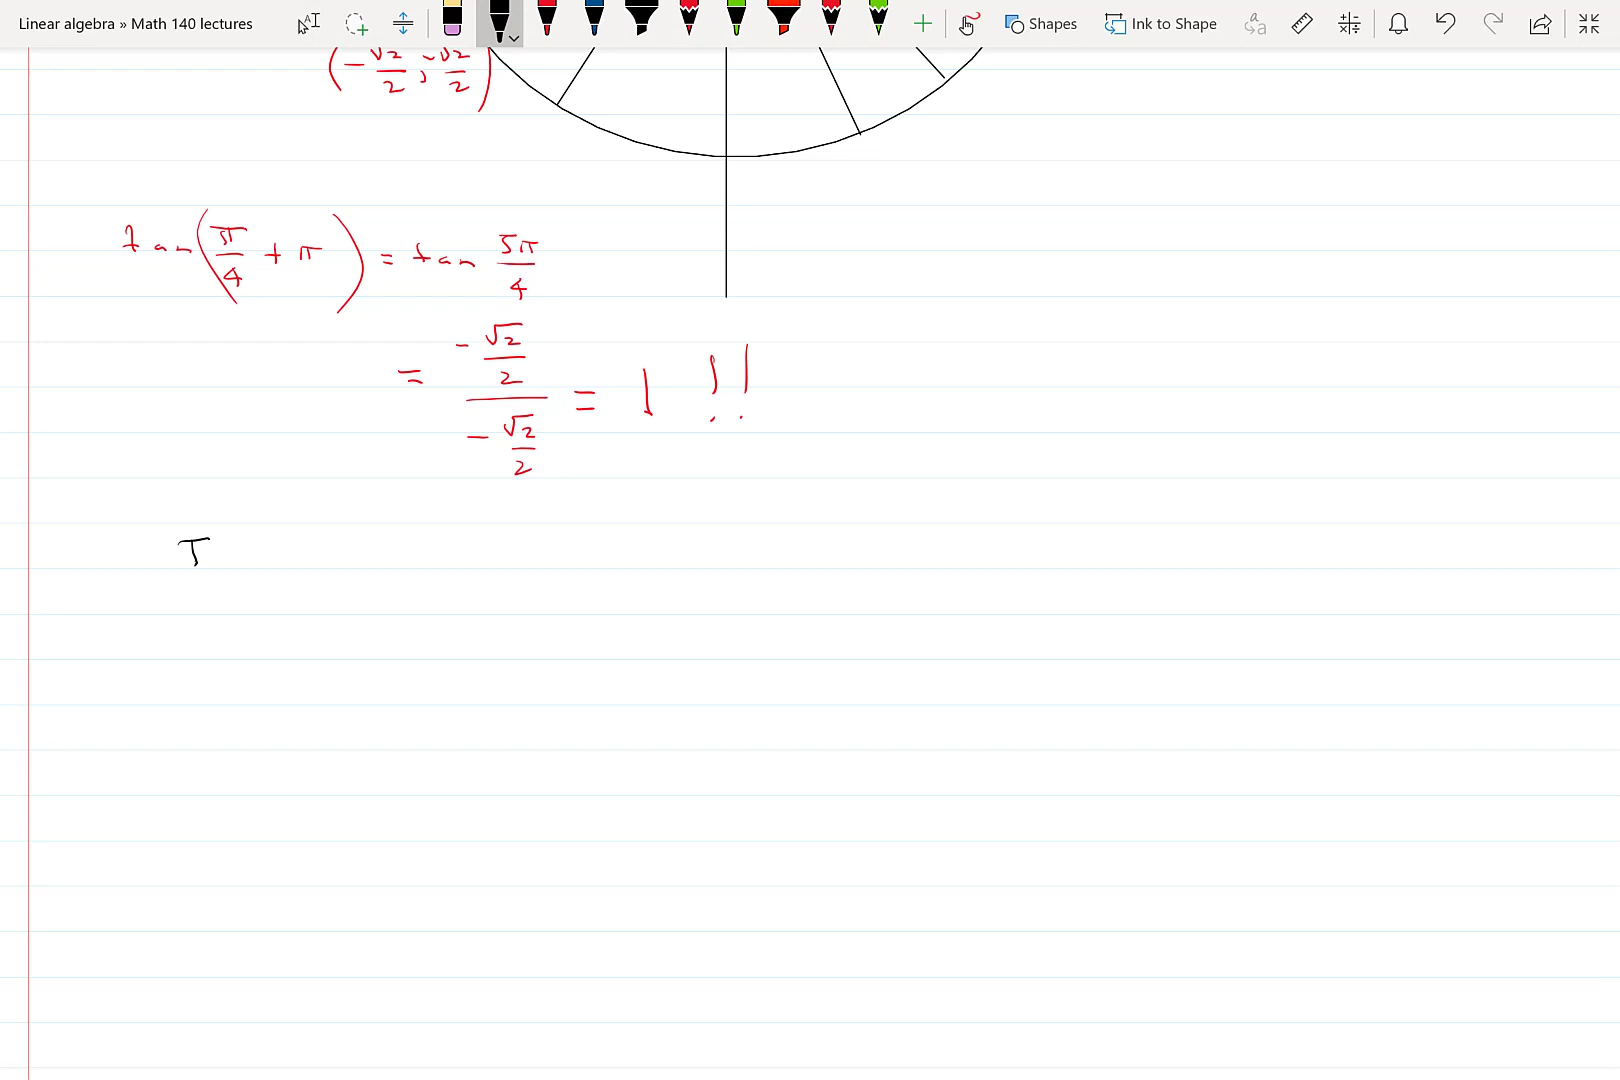 Linear algebra » Math 140 lectures Shapes Ink to Shape
(-√2/2, -√2/2)
tan(π/4 + π) = tan 5π/4
= (-√2/2)/(-√2/2) = 1 !!
T